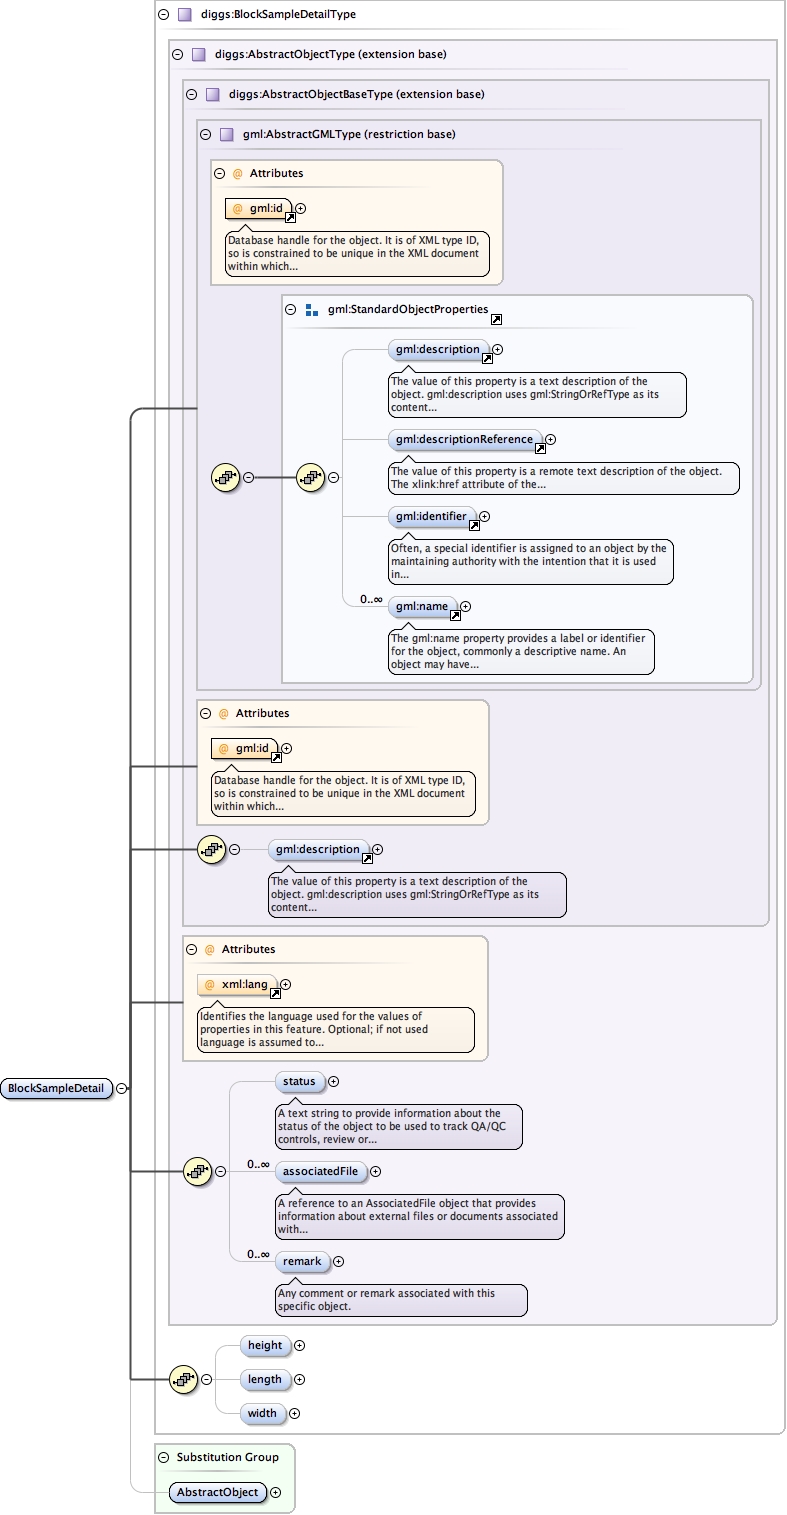 diggs:BlockSampleDetailType
diggs:AbstractObjectType (extension base)
diggs:AbstractObjectBaseType (extension base)
gml:AbstractGMLType (restriction base)
@ Attributes
@ gml:id
Database handle for the object. It is of XML type ID,
so is constrained to be unique in the XML document
within which...
gml:StandardObjectProperties
gml:description
The value of this property is a text description of the
object. gml:description uses gml:StringOrRefType as its
content...
gml:descriptionReference
The value of this property is a remote text description of the object.
The xlink:href attribute of the...
gml:identifier
Often, a special identifier is assigned to an object by the
maintaining authority with the intention that it is used
in...
0..∞
gml:name
The gml:name property provides a label or identifier
for the object, commonly a descriptive name. An
object may have...
@ Attributes
@ gml:id
Database handle for the object. It is of XML type ID,
so is constrained to be unique in the XML document
within which...
gml:description
The value of this property is a text description of the
object. gml:description uses gml:StringOrRefType as its
content...
@ Attributes
@ xml:lang
Identifies the language used for the values of
properties in this feature. Optional; if not used
language is assumed to...
BlockSampleDetail
status
A text string to provide information about the
status of the object to be used to track QA/QC
controls, review or...
0..∞
associatedFile
A reference to an AssociatedFile object that provides
information about external files or documents associated
with...
0..∞
remark
Any comment or remark associated with this
specific object.
height
length
width
Substitution Group
AbstractObject